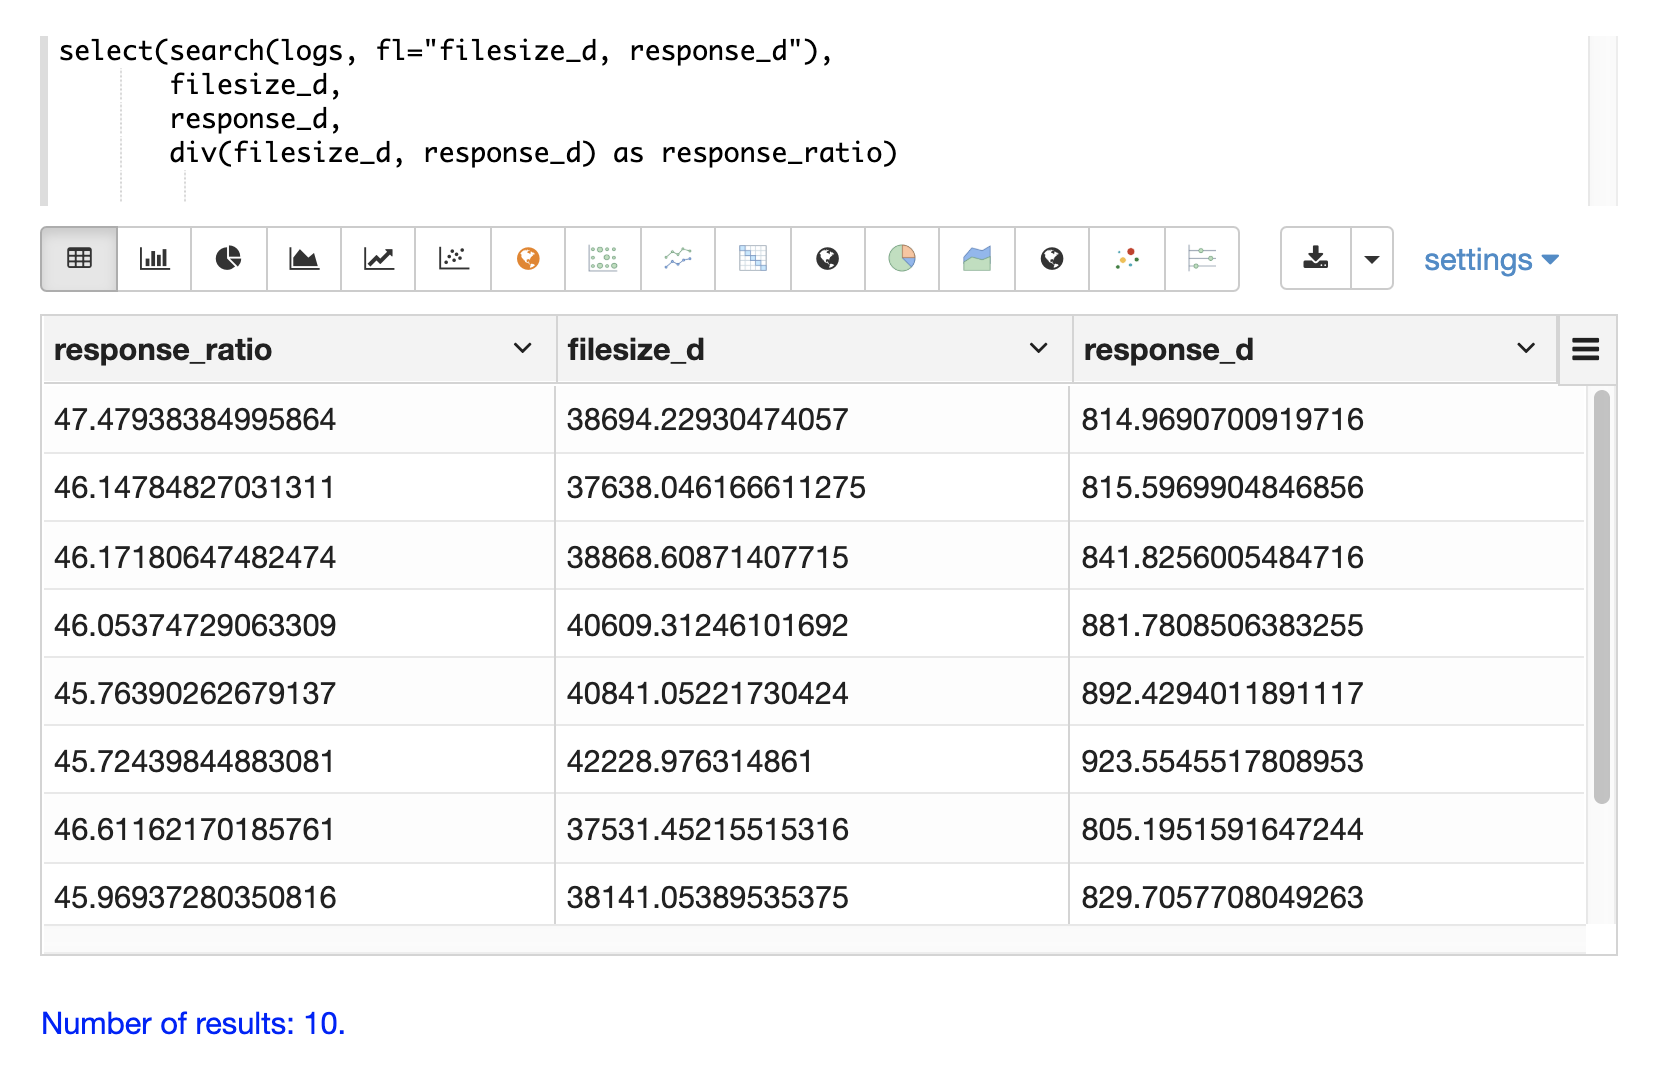 select(search(logs, fl="filesize_d, response_d"),
filesize_d,
response_d,
div(filesize_d, response_d) as response_ratio)
settings
response_ratio filesize_d response_d
47.47938384995864 38694.22930474057 814.9690700919716
46.14784827031311 37638.046166611275 815.5969904846856
46.17180647482474 38868.60871407715 841.8256005484716
46.05374729063309 40609.31246101692 881.7808506383255
45.76390262679137 40841.05221730424 892.4294011891117
45.72439844883081 42228.976314861 923.5545517808953
46.61162170185761 37531.45215515316 805.1951591647244
45.96937280350816 38141.05389535375 829.7057708049263
Number of results: 10.